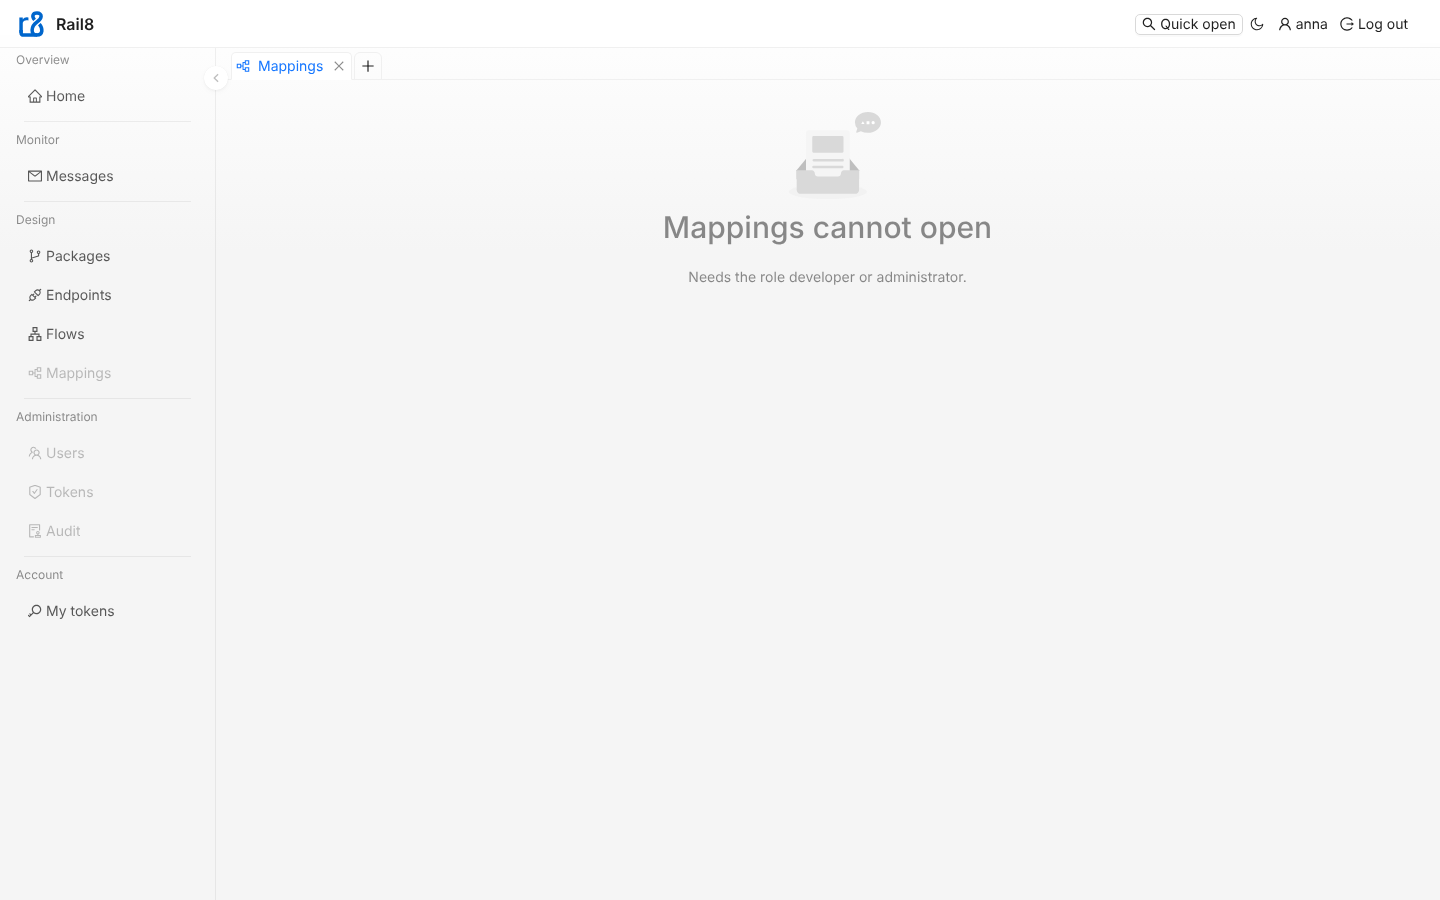 r8 Rail8
Quick open
anna
Log out
Overview
Home
Monitor
Messages
Design
Packages
Endpoints
Flows
Mappings
Administration
Users
Tokens
Audit
Account
My tokens
Mappings
Mappings cannot open
Needs the role developer or administrator.